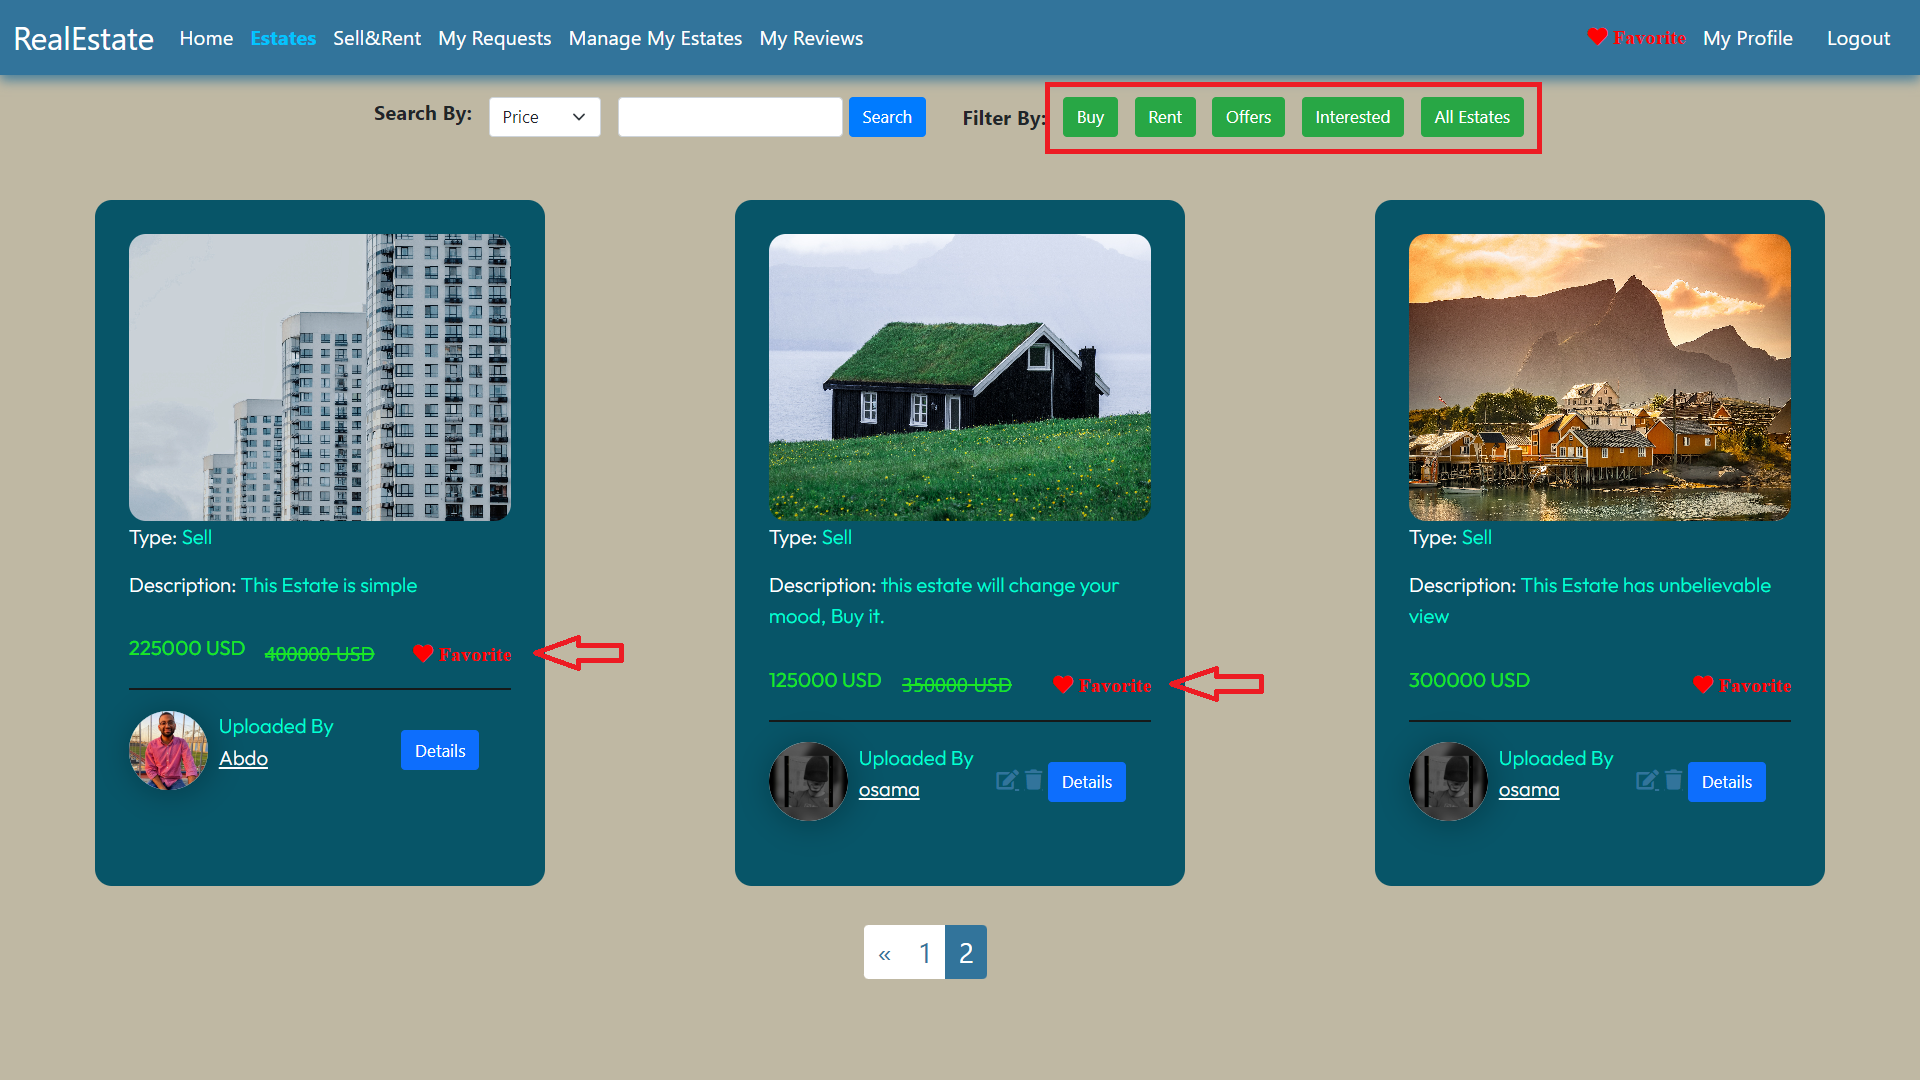 RealEstate Home Estates Sell&Rent My Requests Manage My Estates My Reviews Favorite My Profile Logout
Search By: Price Search Filter By: Buy Rent Offers Interested All Estates
Type: Sell
Description: This Estate is simple
225000 USD 400000 USD Favorite
Uploaded By
Abdo
Details
Type: Sell
Description: this estate will change your
mood, Buy it.
125000 USD 350000 USD Favorite
Uploaded By
osama
Details
Type: Sell
Description: This Estate has unbelievable
view
300000 USD Favorite
Uploaded By
osama
Details
« 1 2